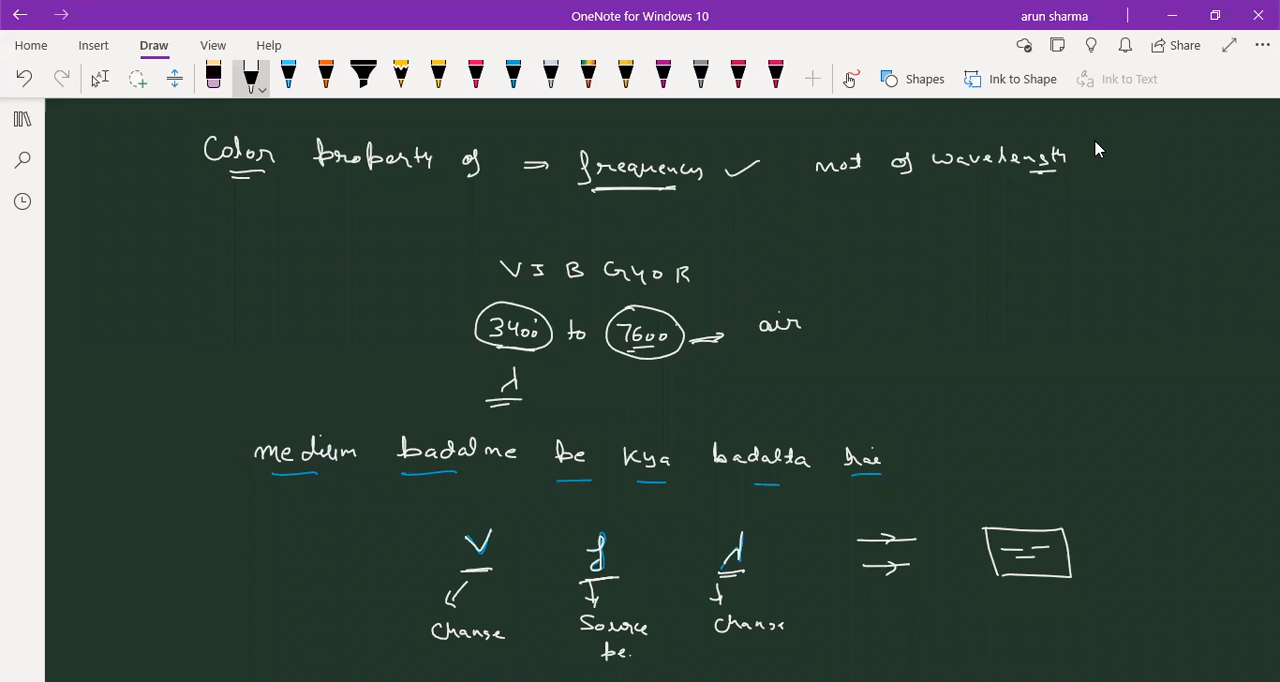 OneNote for Windows 10 arun sharma
Home Insert Draw View Help Share
Shapes Ink to Shape Ink to Text
Color property of ⇒ frequency ✓ not of wavelength
V I B G Y O R
3400 to 7600 → air
λ
medium badalne pe kya badalta hai
v f λ
Change Source Change
pe.